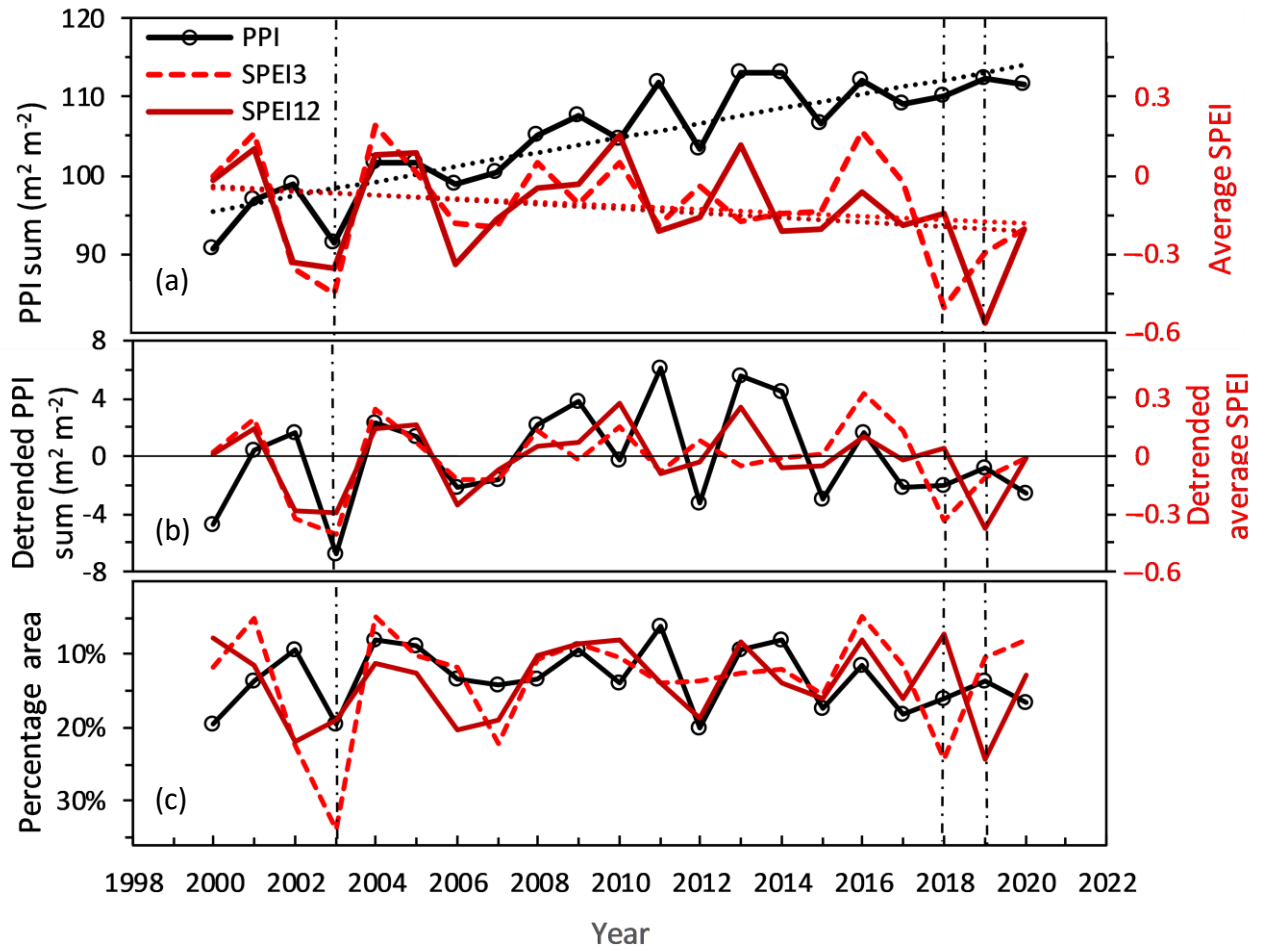 PPI
SPEI3
SPEI12
120
110
100
90
80
PPI sum (m² m⁻²)
0.3
0
−0.3
−0.6
Average SPEI
(a)
8
4
0
-4
-8
Detrended PPI
sum (m² m⁻²)
0.3
0
−0.3
−0.6
Detrended
average SPEI
(b)
10%
20%
30%
Percentage area
(c)
1998 2000 2002 2004 2006 2008 2010 2012 2014 2016 2018 2020 2022
Year